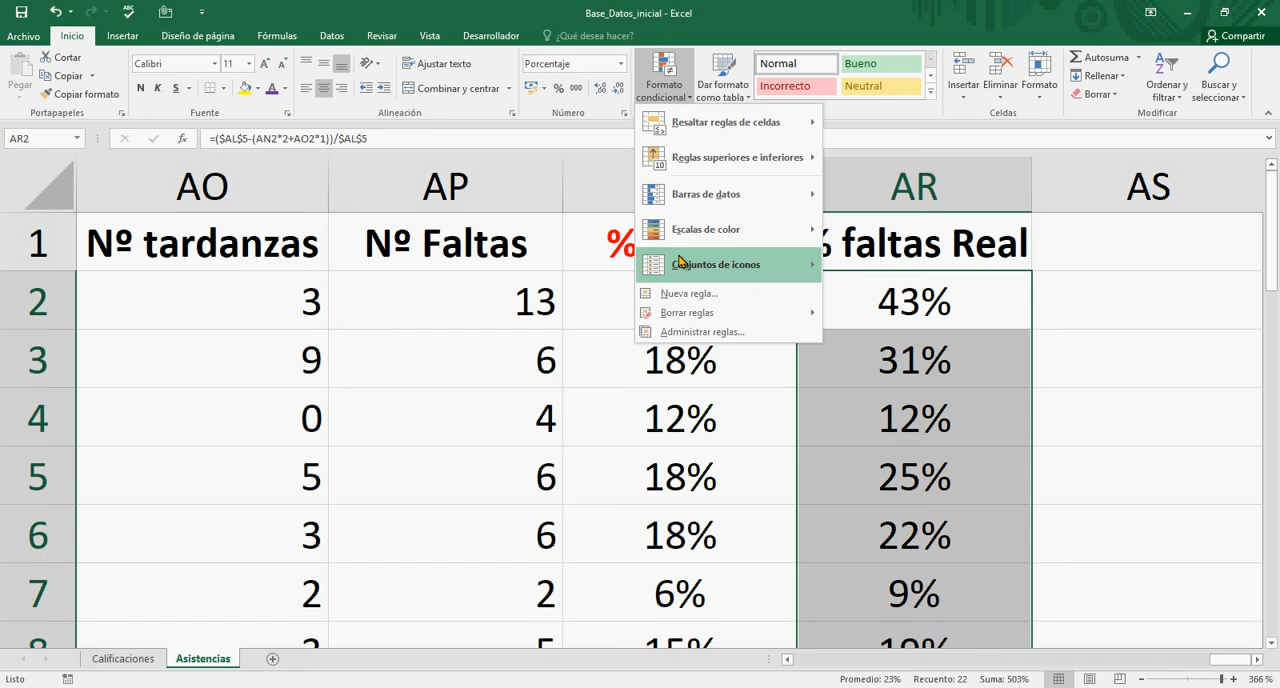 Base_Datos_inicial - Excel
Archivo Inicio Insertar Diseño de página Fórmulas Datos Revisar Vista Desarrollador ¿Qué desea hacer? Compartir
Pegar
Cortar
Copiar
Copiar formato
Portapapeles
Calibri 11
N K S
Fuente
Ajustar texto
Combinar y centrar
Alineación
Porcentaje
% 000
Número
Formato condicional
Dar formato como tabla
Normal Bueno
Incorrecto Neutral
Insertar Eliminar Formato
Celdas
Autosuma
Rellenar
Borrar
Ordenar y filtrar
Buscar y seleccionar
Modificar
AR2 fx =($AL$5-(AN2*2+AO2*1))/$AL$5
Resaltar reglas de celdas
Reglas superiores e inferiores
Barras de datos
Escalas de color
Conjuntos de iconos
Nueva regla...
Borrar reglas
Administrar reglas...
AO AP AR AS
1 Nº tardanzas Nº Faltas % % faltas Real
2 3 13 43%
3 9 6 18% 31%
4 0 4 12% 12%
5 5 6 18% 25%
6 3 6 18% 22%
7 2 2 6% 9%
8 3 5 15% 19%
Calificaciones Asistencias
Listo Promedio: 23% Recuento: 22 Suma: 503% 366 %